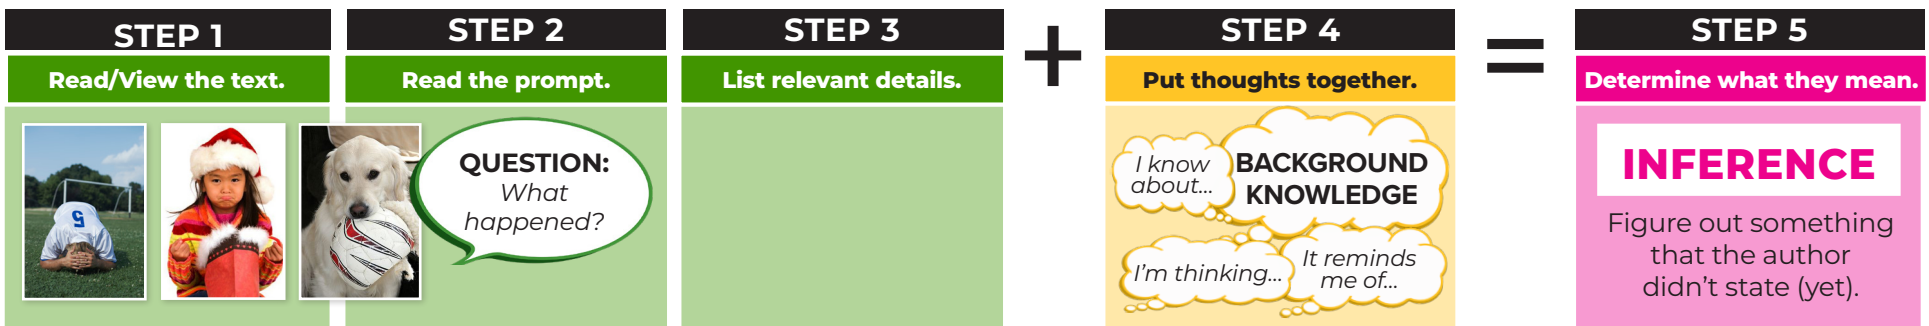 STEP 1
Read/View the text.
5
STEP 2
Read the prompt.
QUESTION:
What
happened?
STEP 3
List relevant details.
+
STEP 4
Put thoughts together.
I know
about...
BACKGROUND
KNOWLEDGE
I'm thinking...
It reminds
me of...
=
STEP 5
Determine what they mean.
INFERENCE
Figure out something
that the author
didn't state (yet).